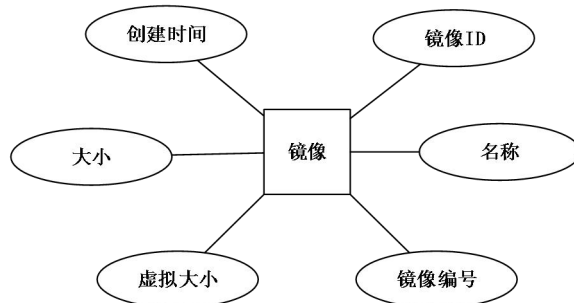 创建时间
镜像ID
大小
镜像
名称
虚拟大小
镜像编号